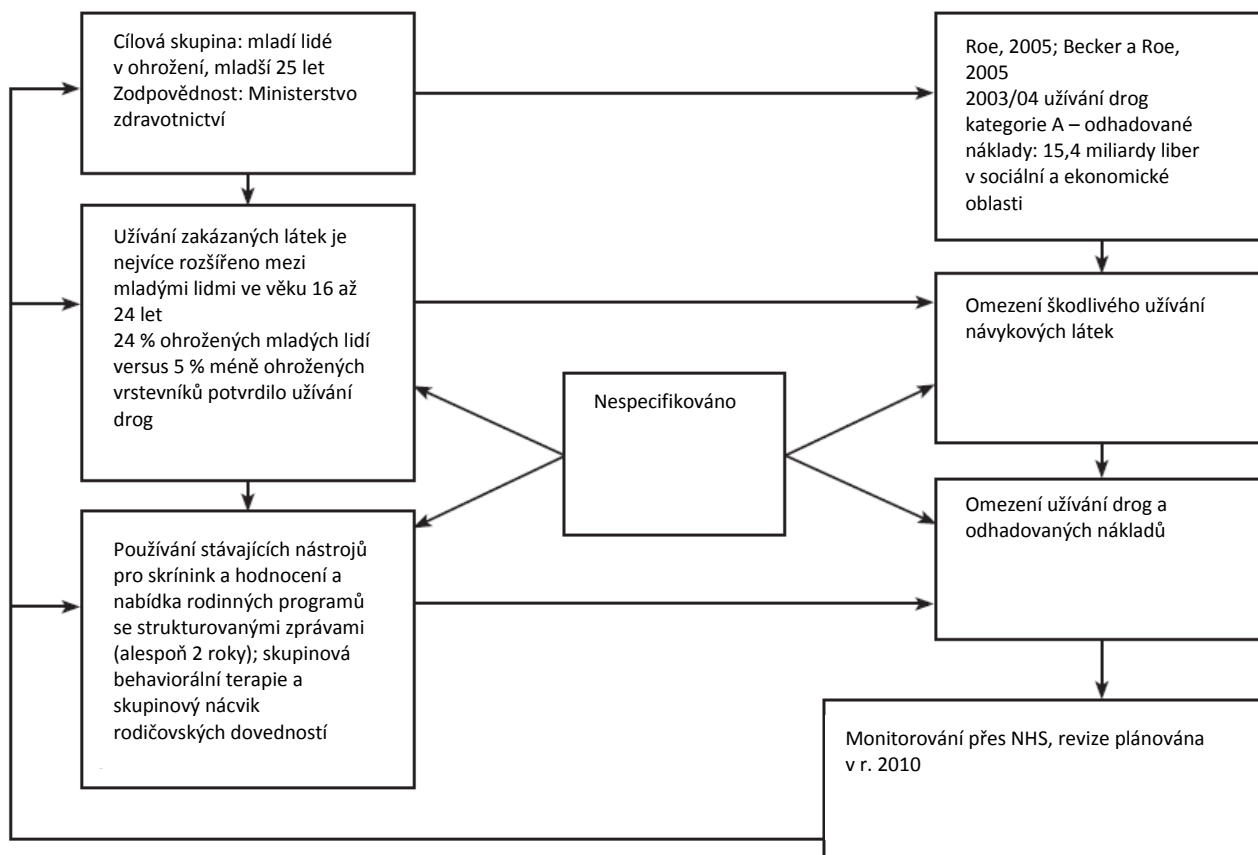 Cílová skupina: mladí lidé
v ohrožení, mladší 25 let
Zodpovědnost: Ministerstvo
zdravotnictví
Roe, 2005; Becker a Roe,
2005
2003/04 užívání drog
kategorie A – odhadované
náklady: 15,4 miliardy liber
v sociální a ekonomické
oblasti
Užívání zakázaných látek je
nejvíce rozšířeno mezi
mladými lidmi ve věku 16 až
24 let
24 % ohrožených mladých lidí
versus 5 % méně ohrožených
vrstevníků potvrdilo užívání
drog
Omezení škodlivého užívání
návykových látek
Nespecifikováno
Používání stávajících nástrojů
pro skrínink a hodnocení a
nabídka rodinných programů
se strukturovanými zprávami
(alespoň 2 roky); skupinová
behaviorální terapie a
skupinový nácvik
rodičovských dovedností
Omezení užívání drog a
odhadovaných nákladů
Monitorování přes NHS, revize plánována
v r. 2010